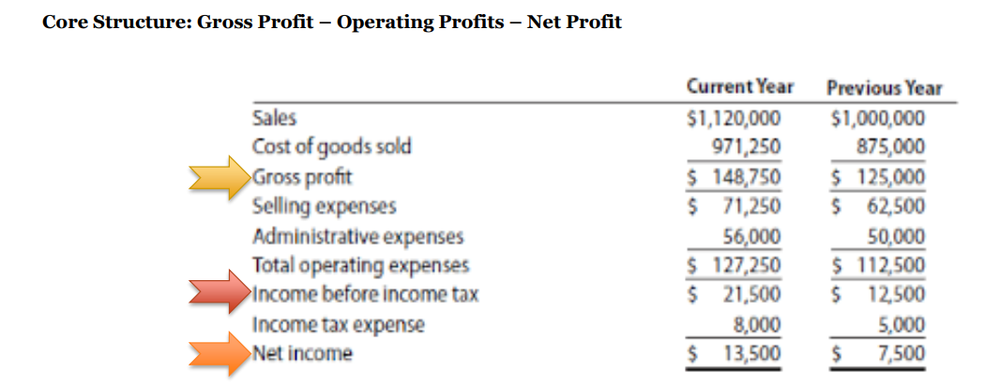 Core Structure: Gross Profit – Operating Profits – Net Profit
Current Year Previous Year
Sales $1,120,000 $1,000,000
Cost of goods sold 971,250 875,000
Gross profit $ 148,750 $ 125,000
Selling expenses $ 71,250 $ 62,500
Administrative expenses 56,000 50,000
Total operating expenses $ 127,250 $ 112,500
Income before income tax $ 21,500 $ 12,500
Income tax expense 8,000 5,000
Net income $ 13,500 $ 7,500